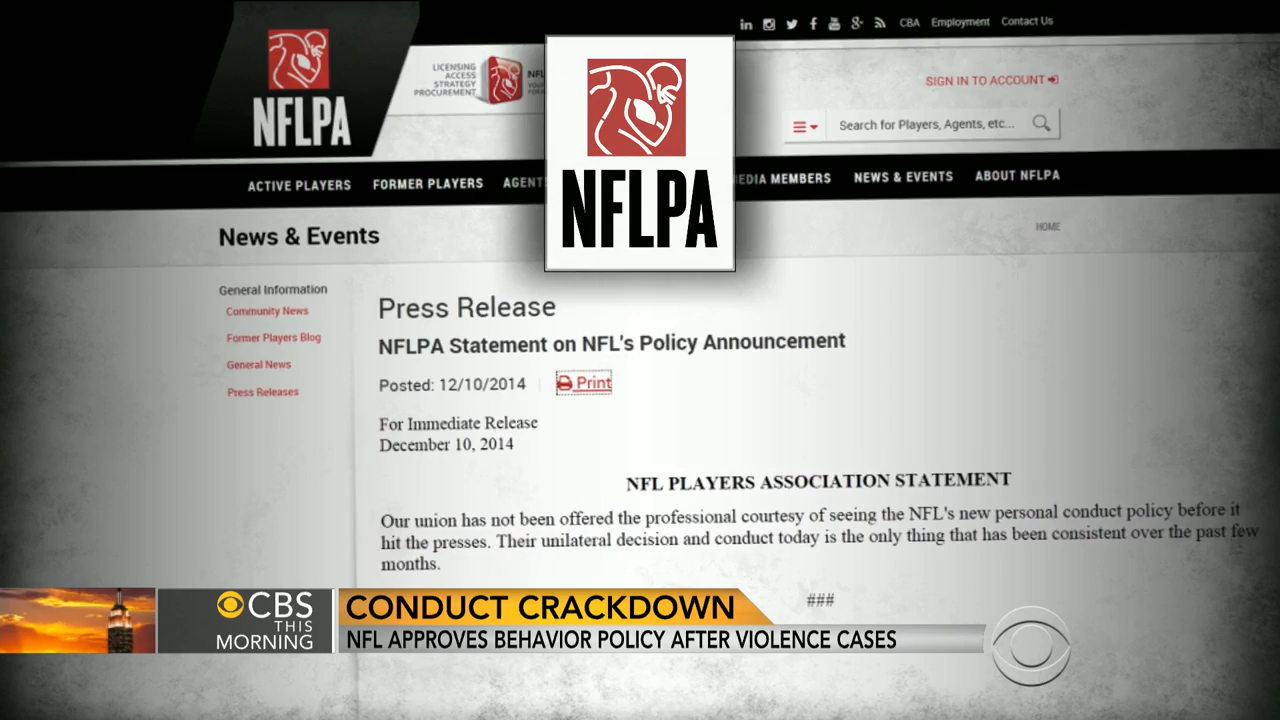 CBA Employment Contact Us
LICENSING
ACCESS
STRATEGY
PROCUREMENT
NFLPA
NFLPA
SIGN IN TO ACCOUNT
Search for Players, Agents, etc...
ACTIVE PLAYERS FORMER PLAYERS MEMBERS NEWS & EVENTS ABOUT NFLPA
News & Events
HOME
General Information
Community News
Former Players Blog
General News
Press Releases
Press Release
NFLPA Statement on NFL's Policy Announcement
Posted: 12/10/2014
Print
For Immediate Release
December 10, 2014
NFL PLAYERS ASSOCIATION STATEMENT
Our union has not been offered the professional courtesy of seeing the NFL's new personal conduct policy before it
hit the presses. Their unilateral decision and conduct today is the only thing that has been consistent over the past few
months.
###
CBS
THIS
MORNING
CONDUCT CRACKDOWN
NFL APPROVES BEHAVIOR POLICY AFTER VIOLENCE CASES